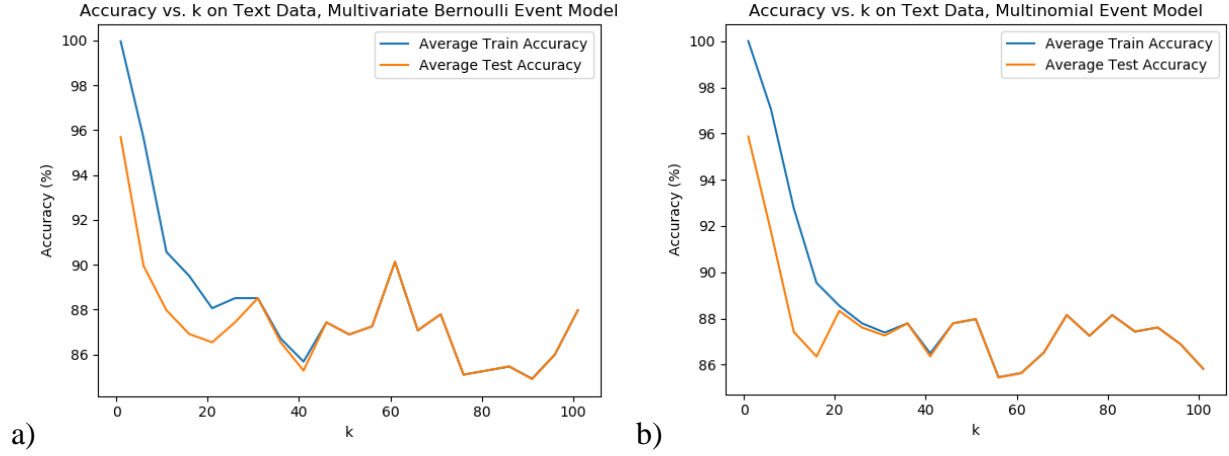 Accuracy vs. k on Text Data, Multivariate Bernoulli Event Model
Average Train Accuracy
Average Test Accuracy
100
98
96
94
92
90
88
86
Accuracy (%)
0
20
40
60
80
100
k
a)
Accuracy vs. k on Text Data, Multinomial Event Model
Average Train Accuracy
Average Test Accuracy
100
98
96
94
92
90
88
86
Accuracy (%)
0
20
40
60
80
100
k
b)